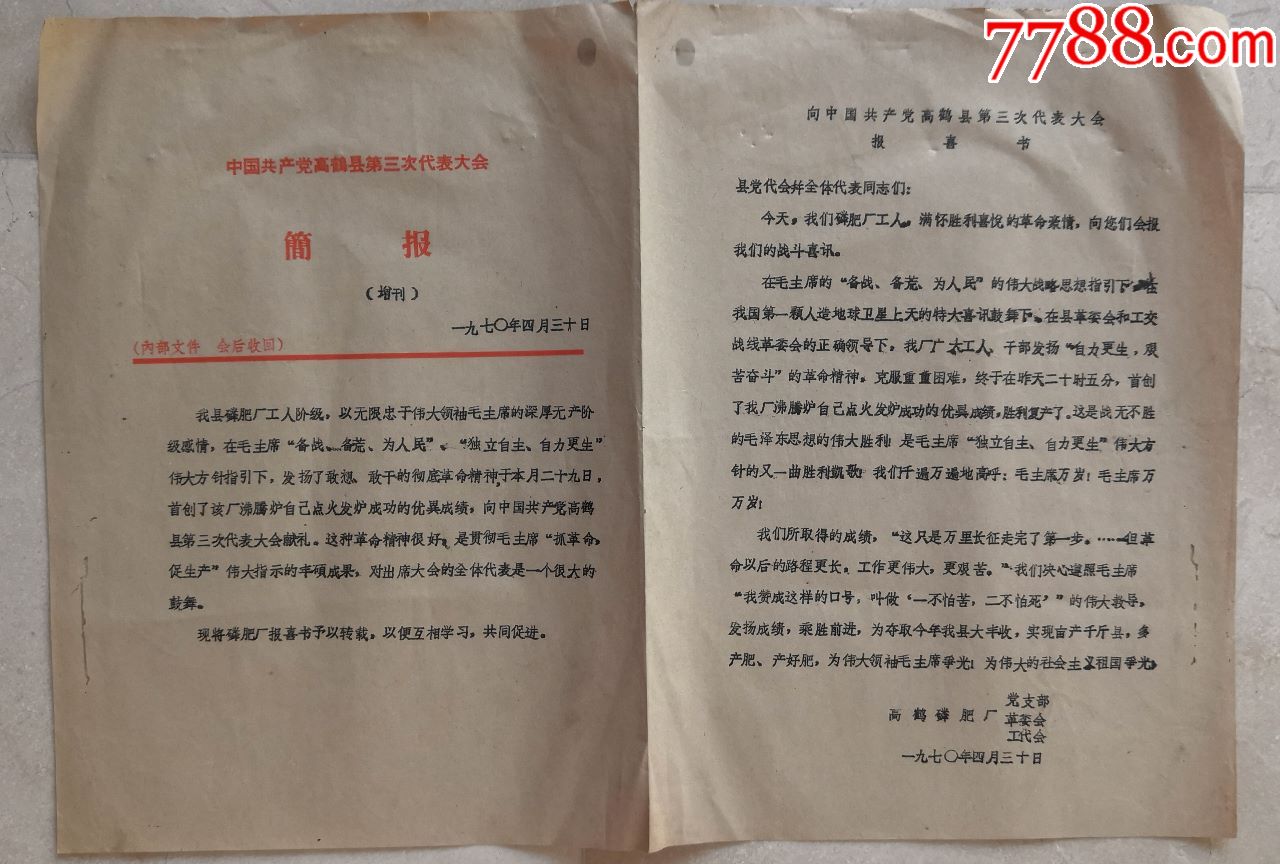 中国共产党高鹤县第三次代表大会
簡 报
（增刊）
一九七〇年四月三十日
（内部文件 会后收回）
我县磷肥厂工人阶级，以无限忠于伟大领袖毛主席的深厚无产阶
级感情，在毛主席“备战、备荒、为人民”、“独立自主、自力更生”
伟大方针指引下，发扬了敢想、敢干的彻底革命精神，于本月二十九日，
首创了该厂沸腾炉自己点火发炉成功的优異成绩，向中国共产党高鹤
县第三次代表大会献礼。这种革命精神很好，是贯彻毛主席“抓革命，
促生产”伟大指示的丰碩成果，对出席大会的全体代表是一个很大的
鼓舞。
现将磷肥厂报喜书予以转载，以便互相学习，共同促进。
7788.com
向中国共产党高鹤县第三次代表大会
报 喜 书
县党代会并全体代表同志们：
今天，我们磷肥厂工人，满怀胜利喜悦的革命豪情，向您们会报
我们的战斗喜讯。
在毛主席的“备战、备荒、为人民”的伟大战略思想指引下，在
我国第一颗人造地球卫星上天的特大喜讯鼓舞下、在县革委会和工交
战线革委会的正确领导下，我厂广大工人、干部发扬“自力更生，艰
苦奋斗”的革命精神，克服重重困难，终于在昨天二十时五分，首创
了我厂沸腾炉自己点火发炉成功的优異成绩，胜利复产了。这是战无不胜
的毛泽东思想的伟大胜利！是毛主席“独立自主、自力更生”伟大方
针的又一曲胜利凱歌！我们千遍万遍地高乎：毛主席万岁！毛主席万
万岁！
我们所取得的成绩，“这只是万里长征走完了第一步。……但革
命以后的路程更长，工作更伟大，更艰苦。”我们决心遵照毛主席
“我赞成这样的口号，叫做‘一不怕苦，二不怕死’”的伟大教导，
发扬成绩，乘胜前进，为夺取今年我县大丰收，实现亩产千斤县，多
产肥、产好肥，为伟大领袖毛主席爭光！为伟大的社会主义祖国爭光。
党支部
高鹤磷肥厂 革委会
工代会
一九七〇年四月三十日